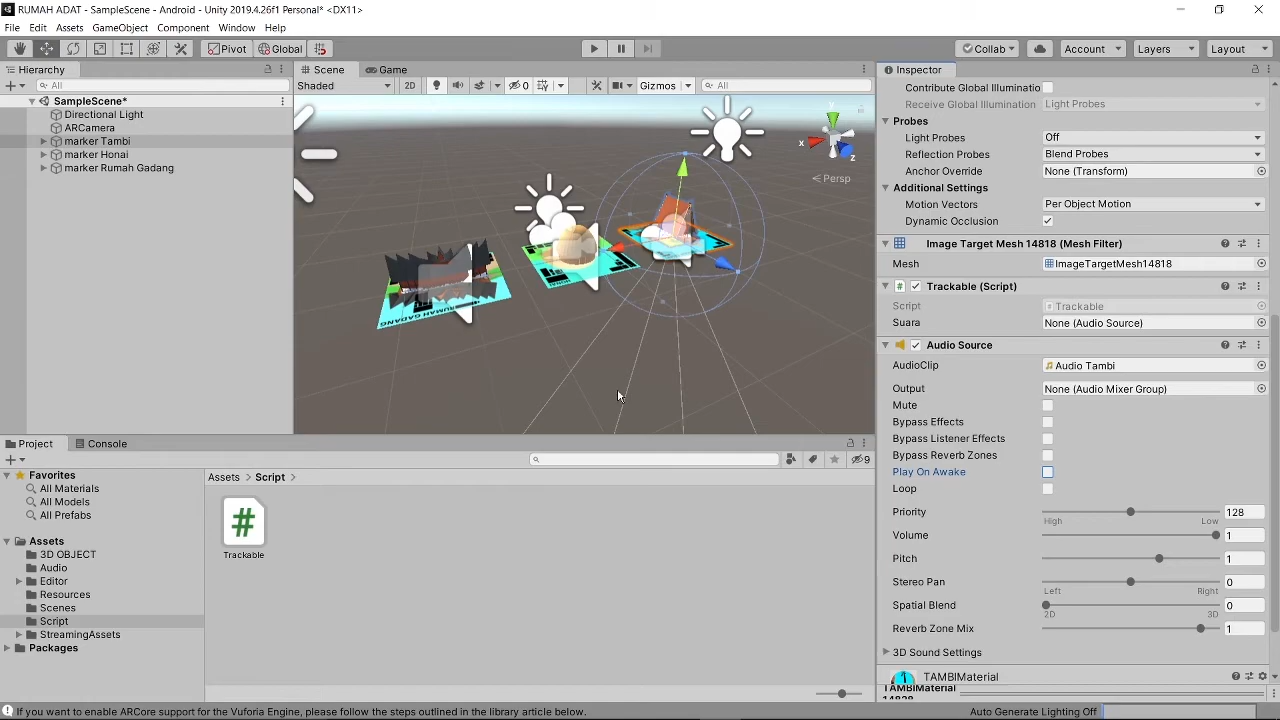 RUMAH ADAT - SampleScene - Android - Unity 2019.4.26f1 Personal* <DX11>
File Edit Assets GameObject Component Window Help
Pivot Global Collab Account Layers Layout
Hierarchy
All
SampleScene*
Directional Light
ARCamera
marker Tambi
marker Honai
marker Rumah Gadang
Scene Game
Shaded 2D 0 Gizmos All
y
x
z
< Persp
RUMAH GADANG
Inspector
Contribute Global Illuminatio
Receive Global Illumination Light Probes
Probes
Light Probes Off
Reflection Probes Blend Probes
Anchor Override None (Transform)
Additional Settings
Motion Vectors Per Object Motion
Dynamic Occlusion
Image Target Mesh 14818 (Mesh Filter)
Mesh ImageTargetMesh14818
# Trackable (Script)
Script Trackable
Suara None (Audio Source)
Audio Source
AudioClip Audio Tambi
Output None (Audio Mixer Group)
Mute
Bypass Effects
Bypass Listener Effects
Bypass Reverb Zones
Play On Awake
Loop
Priority 128
High Low
Volume 1
Pitch 1
Stereo Pan 0
Left Right
Spatial Blend 0
2D 3D
Reverb Zone Mix 1
3D Sound Settings
TAMBIMaterial
Project Console
9
Favorites
All Materials
All Models
All Prefabs
Assets
3D OBJECT
Audio
Editor
Resources
Scenes
Script
StreamingAssets
Packages
Assets > Script >
#
Trackable
If you want to enable ARCore support for the Vuforia Engine, please follow the steps outlined in the library article below.
Auto Generate Lighting Off